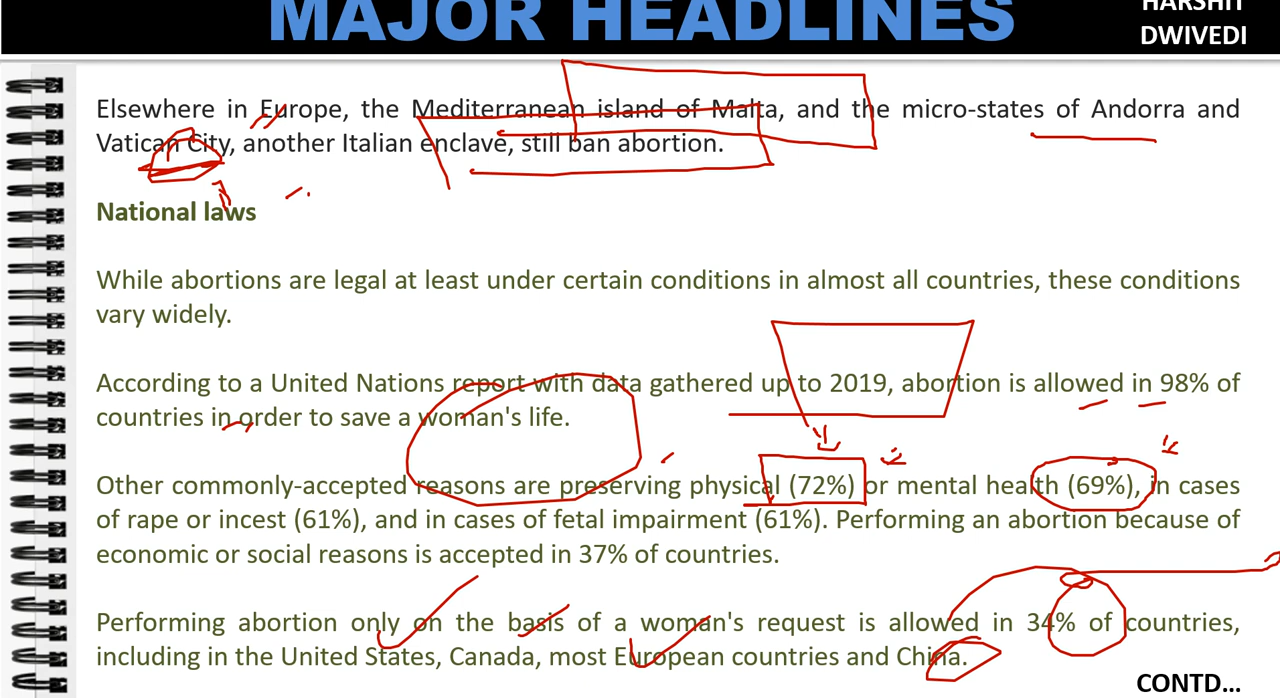 MAJOR HEADLINES
HARSHIT
DWIVEDI
Elsewhere in Europe, the Mediterranean island of Malta, and the micro-states of Andorra and
Vatican City, another Italian enclave, still ban abortion.
National laws
While abortions are legal at least under certain conditions in almost all countries, these conditions
vary widely.
According to a United Nations report with data gathered up to 2019, abortion is allowed in 98% of
countries in order to save a woman's life.
Other commonly-accepted reasons are preserving physical (72%) or mental health (69%), in cases
of rape or incest (61%), and in cases of fetal impairment (61%). Performing an abortion because of
economic or social reasons is accepted in 37% of countries.
Performing abortion only on the basis of a woman's request is allowed in 34% of countries,
including in the United States, Canada, most European countries and China.
CONTD...